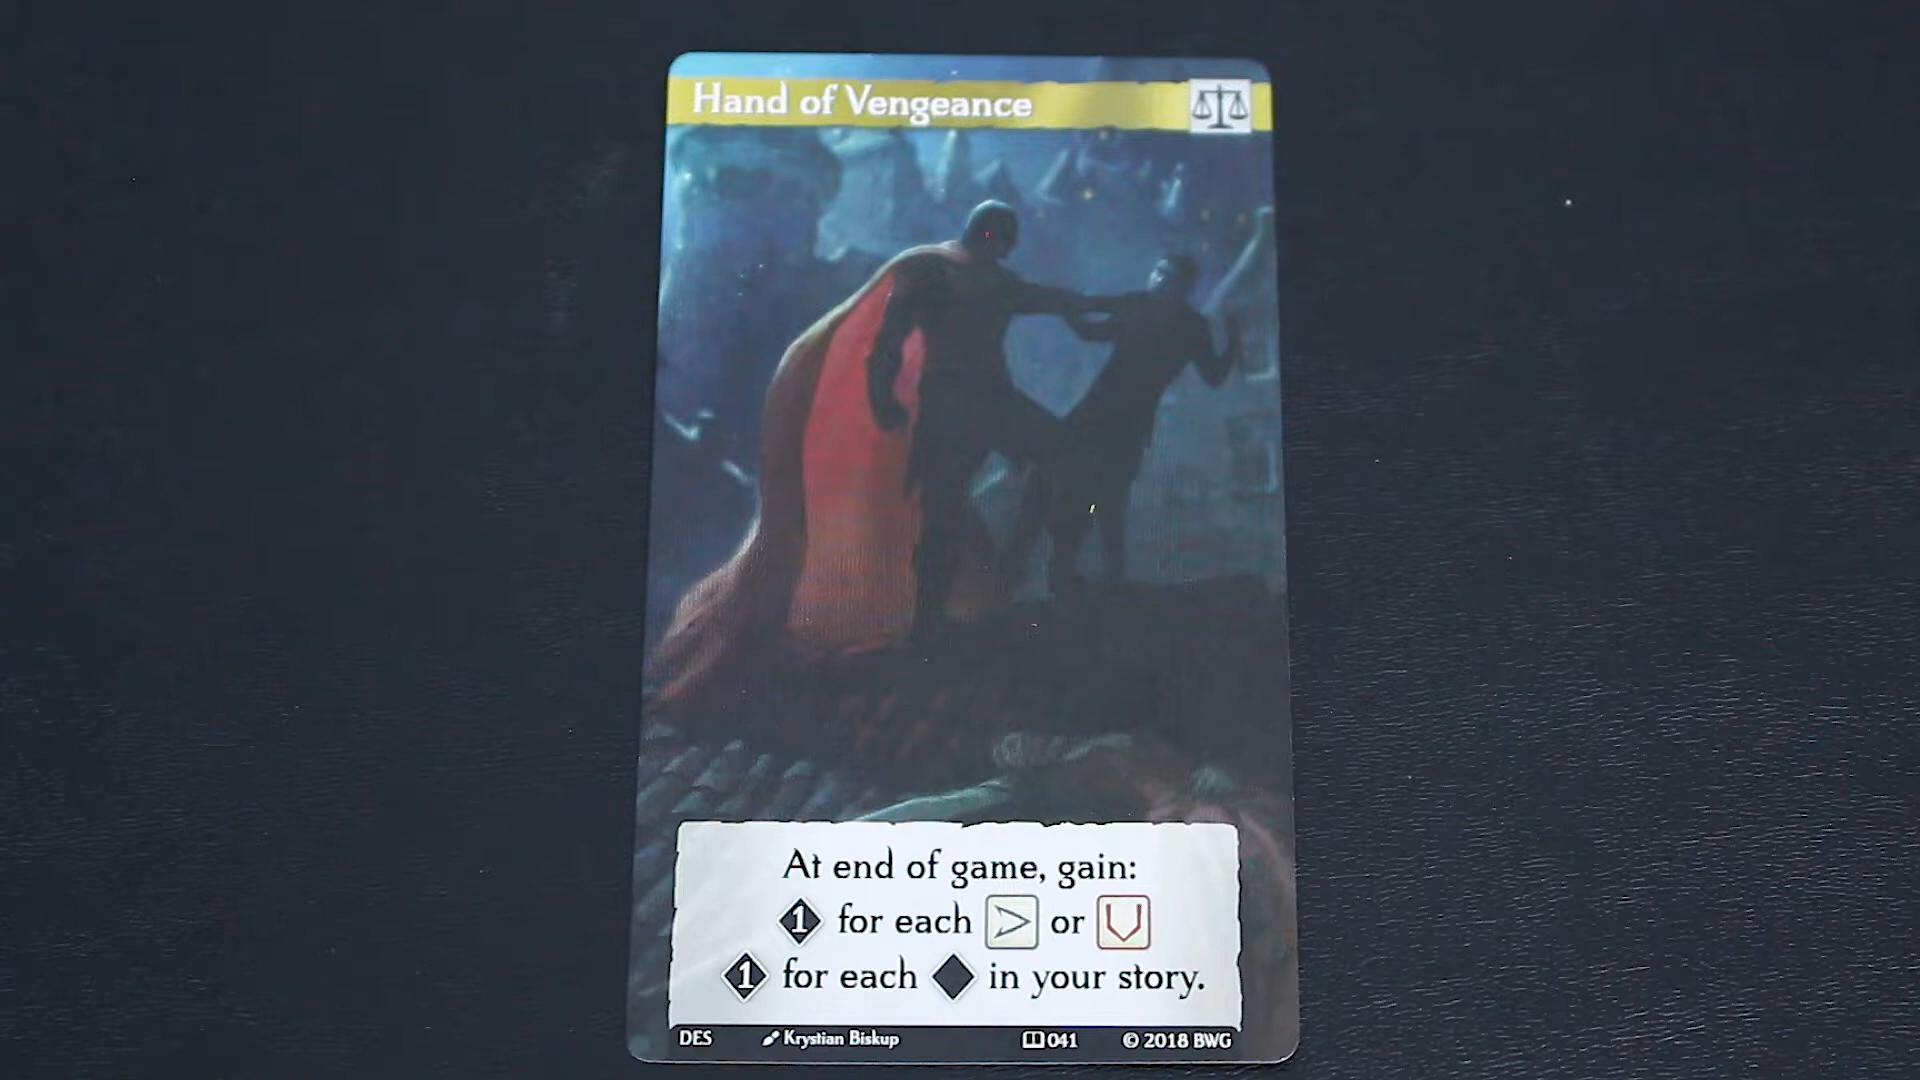 Hand of Vengeance
At end of game, gain:
1 for each or
1 for each in your story.
DES Krystian Biskup 041 © 2018 BWG